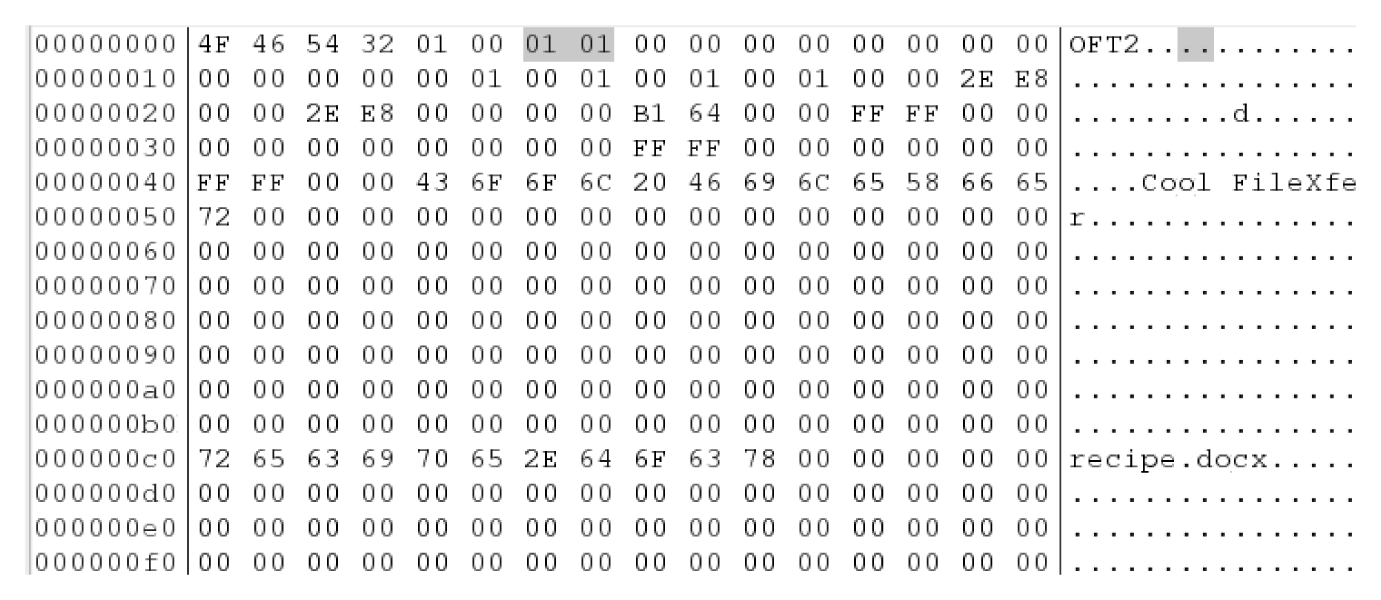 00000000 4F 46 54 32 01 00 01 01 00 00 00 00 00 00 00 00 OFT2............
00000010 00 00 00 00 00 01 00 01 00 01 00 01 00 00 2E E8 ................
00000020 00 00 2E E8 00 00 00 00 B1 64 00 00 FF FF 00 00 .........d......
00000030 00 00 00 00 00 00 00 00 FF FF 00 00 00 00 00 00 ................
00000040 FF FF 00 00 43 6F 6F 6C 20 46 69 6C 65 58 66 65 ....Cool FileXfe
00000050 72 00 00 00 00 00 00 00 00 00 00 00 00 00 00 00 r...............
00000060 00 00 00 00 00 00 00 00 00 00 00 00 00 00 00 00 ................
00000070 00 00 00 00 00 00 00 00 00 00 00 00 00 00 00 00 ................
00000080 00 00 00 00 00 00 00 00 00 00 00 00 00 00 00 00 ................
00000090 00 00 00 00 00 00 00 00 00 00 00 00 00 00 00 00 ................
000000a0 00 00 00 00 00 00 00 00 00 00 00 00 00 00 00 00 ................
000000b0 00 00 00 00 00 00 00 00 00 00 00 00 00 00 00 00 ................
000000c0 72 65 63 69 70 65 2E 64 6F 63 78 00 00 00 00 00 recipe.docx.....
000000d0 00 00 00 00 00 00 00 00 00 00 00 00 00 00 00 00 ................
000000e0 00 00 00 00 00 00 00 00 00 00 00 00 00 00 00 00 ................
000000f0 00 00 00 00 00 00 00 00 00 00 00 00 00 00 00 00 ................